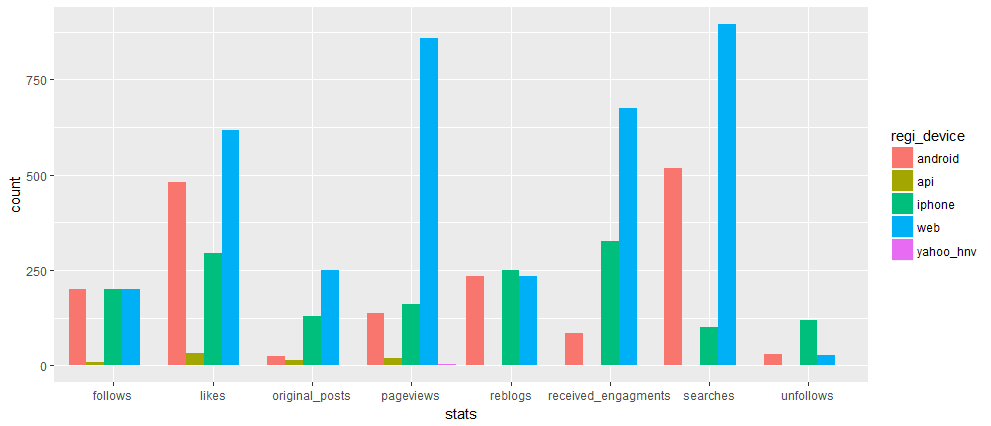 count
750
500
250
0
follows likes original_posts pageviews reblogs received_engagments searches unfollows
stats
regi_device
android
api
iphone
web
yahoo_hnv